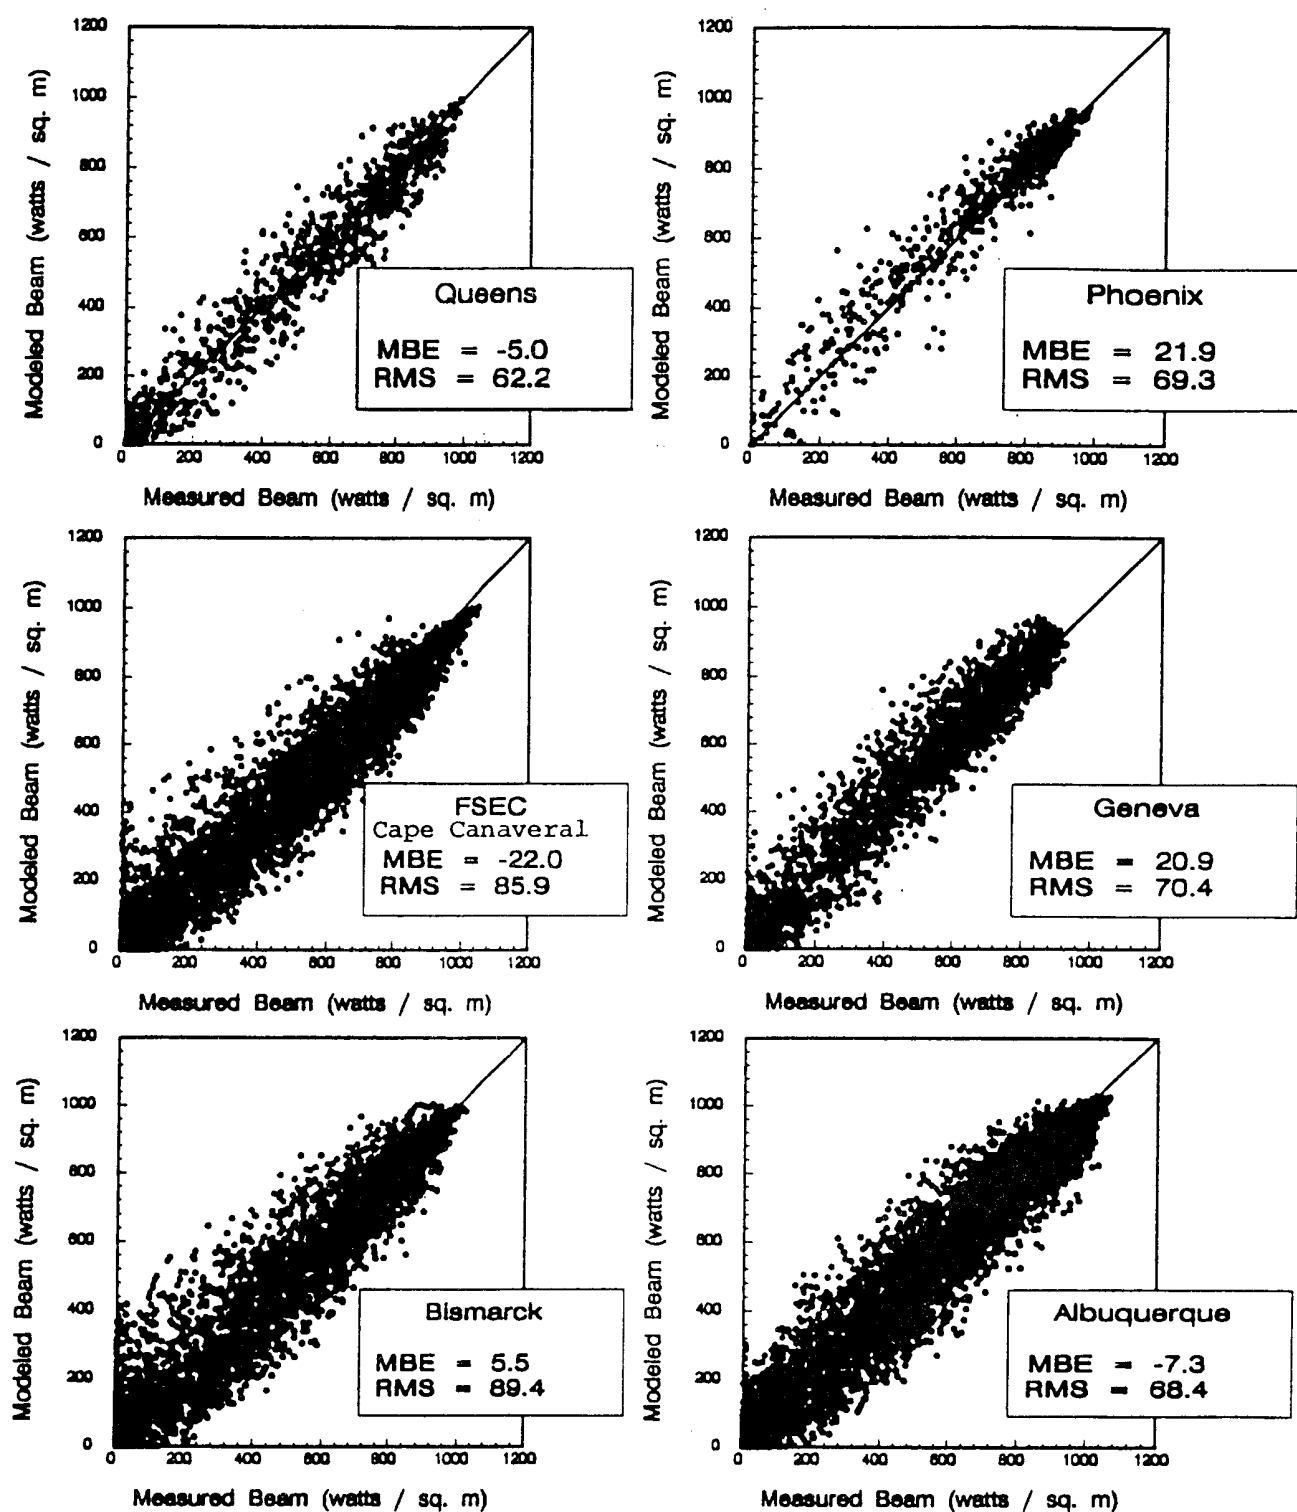 1200
1000
800
600
400
200
0
Modeled Beam (watts / sq. m)
Queens
MBE = -5.0
RMS = 62.2
0 200 400 600 800 1000 1200
Measured Beam (watts / sq. m)
1200
1000
800
600
400
200
0
Modeled Beam (watts / sq. m)
Phoenix
MBE = 21.9
RMS = 69.3
0 200 400 600 800 1000 1200
Measured Beam (watts / sq. m)
1200
1000
800
600
400
200
0
Modeled Beam (watts / sq. m)
FSEC
Cape Canaveral
MBE = -22.0
RMS = 85.9
0 200 400 600 800 1000 1200
Measured Beam (watts / sq. m)
1200
1000
800
600
400
200
0
Modeled Beam (watts / sq. m)
Geneva
MBE = 20.9
RMS = 70.4
0 200 400 600 800 1000 1200
Measured Beam (watts / sq. m)
1200
1000
800
600
400
200
0
Modeled Beam (watts / sq. m)
Bismarck
MBE = 5.5
RMS = 89.4
0 200 400 600 800 1000 1200
Measured Beam (watts / sq. m)
1200
1000
800
600
400
200
0
Modeled Beam (watts / sq. m)
Albuquerque
MBE = -7.3
RMS = 68.4
0 200 400 600 800 1000 1200
Measured Beam (watts / sq. m)